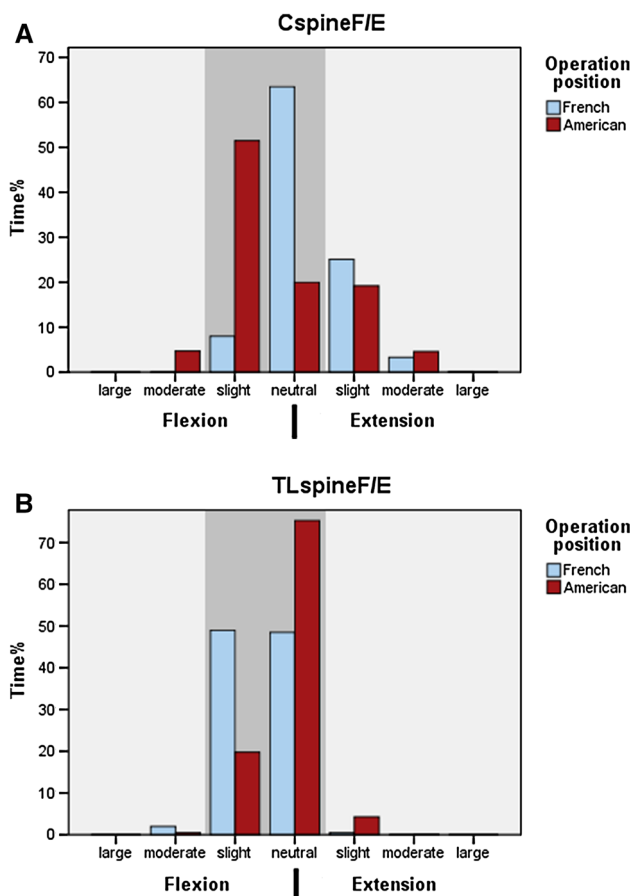 A
CspineF/E
Time%
70
60
50
40
30
20
10
0
large moderate slight neutral slight moderate large
Flexion Extension
Operation
position
French
American
B
TLspineF/E
Time%
70
60
50
40
30
20
10
0
large moderate slight neutral slight moderate large
Flexion Extension
Operation
position
French
American